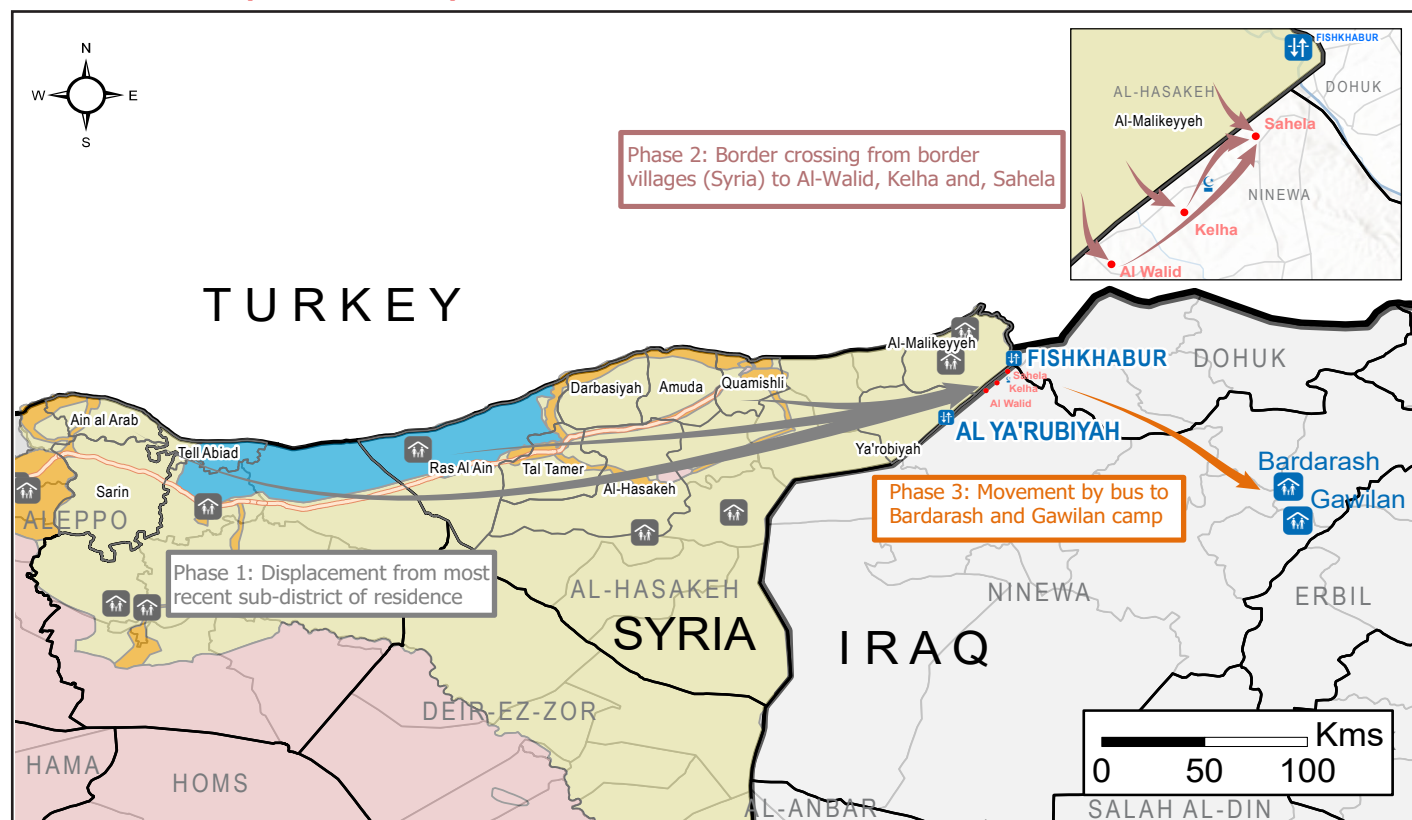 N
W
E
S
FISHKHABUR
DOHUK
AL-HASAKEH
Al-Malikeyyeh
Sahela
NINEWA
Kelha
Al Walid
Phase 2: Border crossing from border
villages (Syria) to Al-Walid, Kelha and, Sahela
TURKEY
Al-Malikeyyeh
FISHKHABUR
DOHUK
Sahela
Kelha
Al Walid
Darbasiyah
Amuda
Quamishli
Ain al Arab
AL YA'RUBIYAH
Tell Abiad
Ya'robiyah
Ras Al Ain
Tal Tamer
Bardarash
Sarin
Al-Hasakeh
Gawilan
Phase 3: Movement by bus to
Bardarash and Gawilan camp
ALEPPO
Phase 1: Displacement from most
recent sub-district of residence
AL-HASAKEH
NINEWA
ERBIL
SYRIA
IRAQ
DEIR-EZ-ZOR
Kms
0 50 100
HAMA
HOMS
AL-ANBAR
SALAH AL-DIN